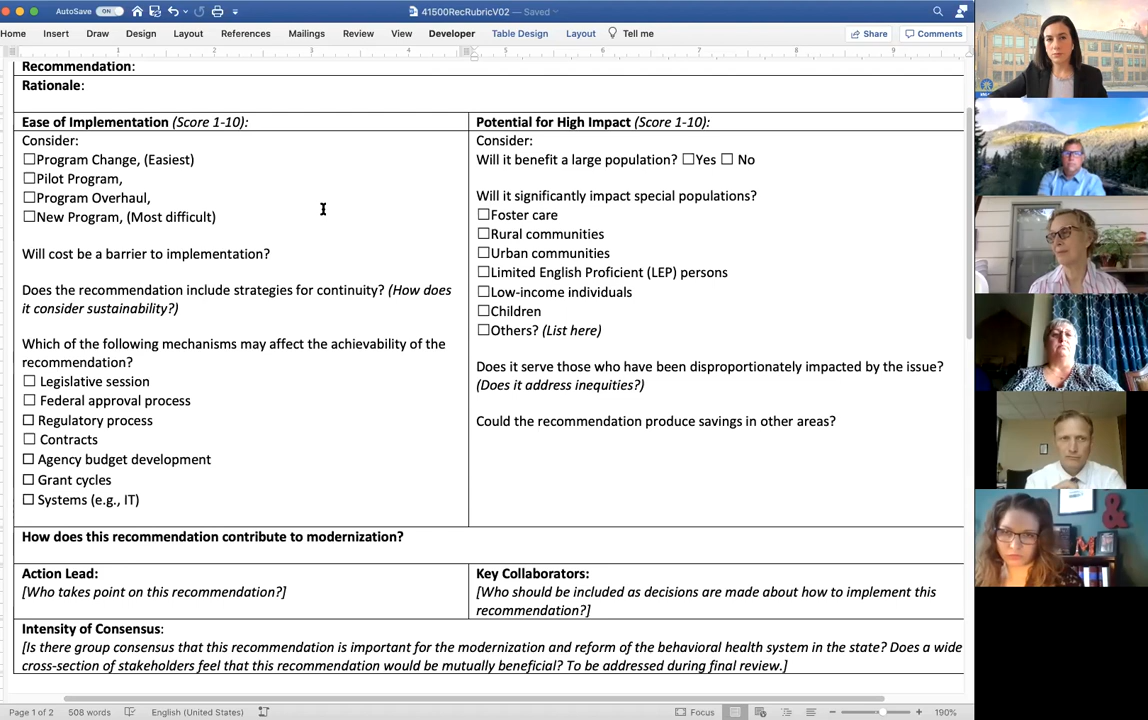 AutoSave ON 41500RecRubricV02 — Saved
Home Insert Draw Design Layout References Mailings Review View Developer Table Design Layout Tell me Share Comments
1 2 3 4 5 6 7 8 9
Recommendation:
Rationale:
Ease of Implementation (Score 1-10):
Consider:
☐Program Change, (Easiest)
☐Pilot Program,
☐Program Overhaul,
☐New Program, (Most difficult)
Will cost be a barrier to implementation?
Does the recommendation include strategies for continuity? (How does
it consider sustainability?)
Which of the following mechanisms may affect the achievability of the
recommendation?
☐ Legislative session
☐ Federal approval process
☐ Regulatory process
☐ Contracts
☐ Agency budget development
☐ Grant cycles
☐ Systems (e.g., IT)
Potential for High Impact (Score 1-10):
Consider:
Will it benefit a large population? ☐Yes ☐ No
Will it significantly impact special populations?
☐Foster care
☐Rural communities
☐Urban communities
☐Limited English Proficient (LEP) persons
☐Low-income individuals
☐Children
☐Others? (List here)
Does it serve those who have been disproportionately impacted by the issue?
(Does it address inequities?)
Could the recommendation produce savings in other areas?
How does this recommendation contribute to modernization?
Action Lead:
[Who takes point on this recommendation?]
Key Collaborators:
[Who should be included as decisions are made about how to implement this
recommendation?]
Intensity of Consensus:
[Is there group consensus that this recommendation is important for the modernization and reform of the behavioral health system in the state? Does a wide
cross-section of stakeholders feel that this recommendation would be mutually beneficial? To be addressed during final review.]
Page 1 of 2 508 words English (United States) Focus 190%
&
M